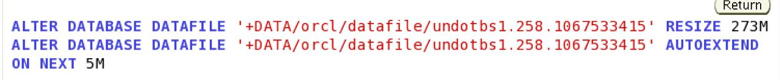 Return
ALTER DATABASE DATAFILE '+DATA/orcl/datafile/undotbs1.258.1067533415' RESIZE 273M
ALTER DATABASE DATAFILE '+DATA/orcl/datafile/undotbs1.258.1067533415' AUTOEXTEND
ON NEXT 5M